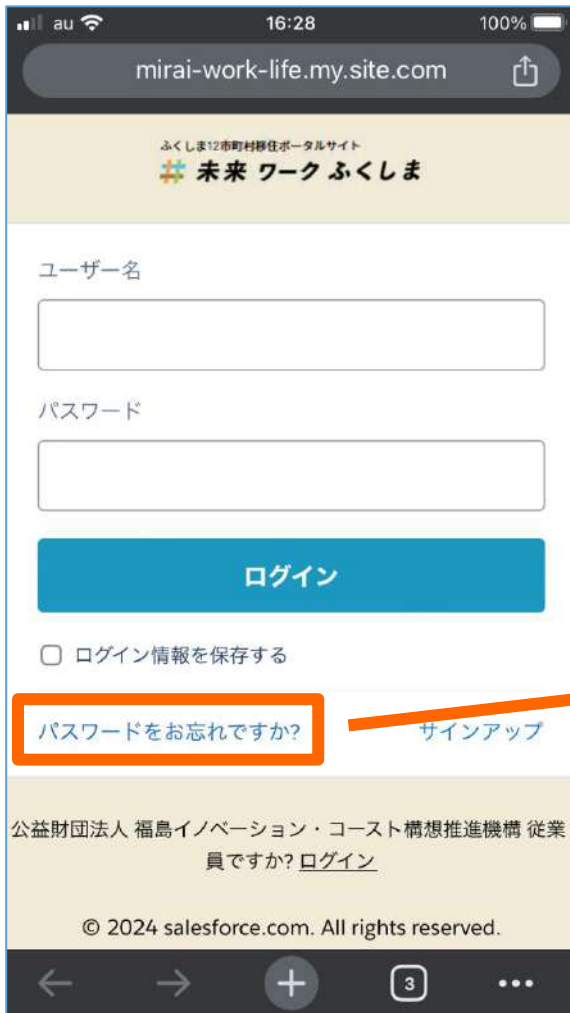 au 16:28 100%
mirai-work-life.my.site.com
ふくしま12市町村移住ポータルサイト
未来 ワーク ふくしま
ユーザー名
パスワード
ログイン
ログイン情報を保存する
パスワードをお忘れですか?
サインアップ
公益財団法人 福島イノベーション・コースト構想推進機構 従業
員ですか? ログイン
© 2024 salesforce.com. All rights reserved.
3